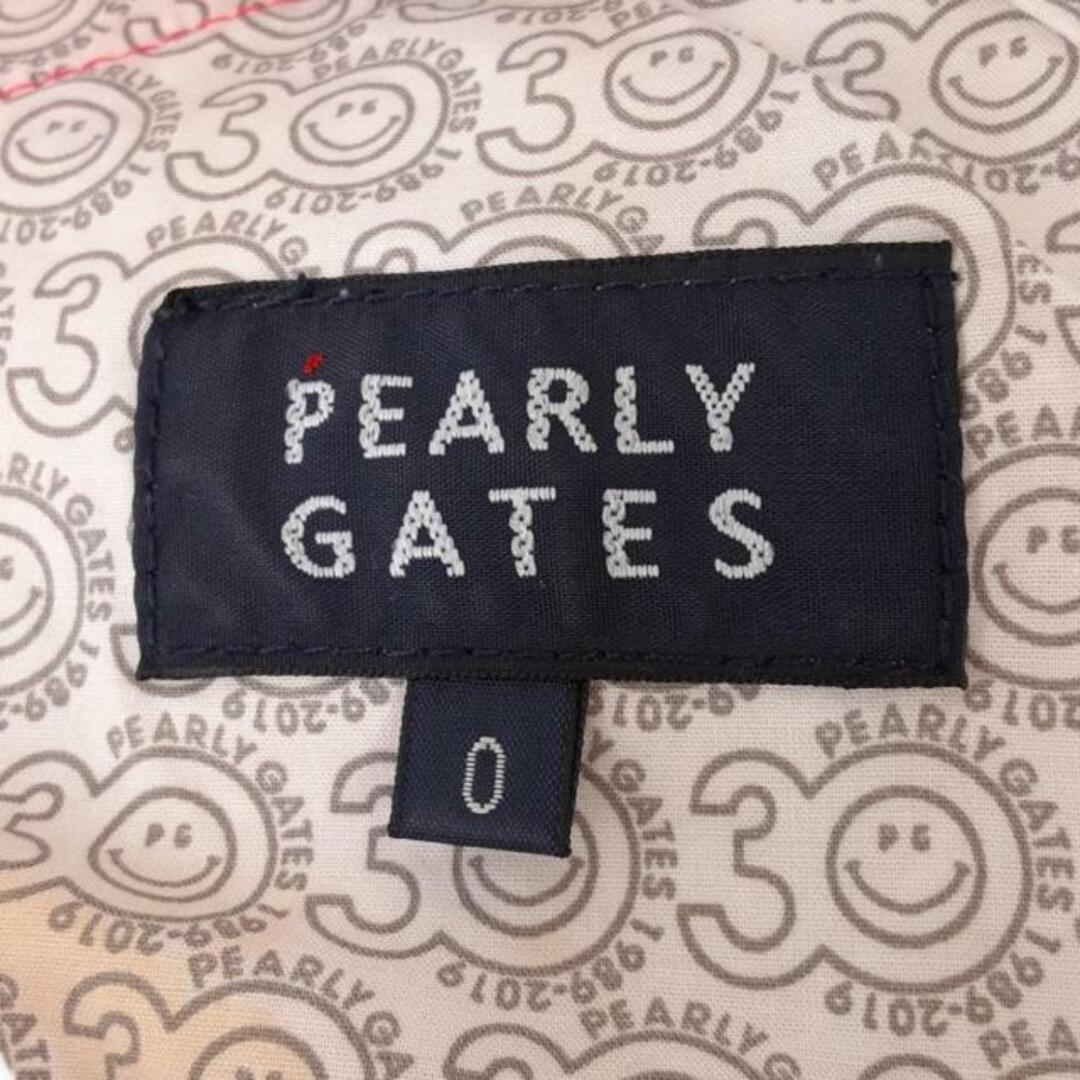 PEARLY
GATES
0
PEARLY GATES 1989-2019
30
PG